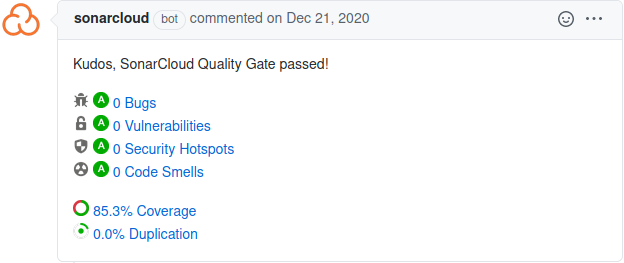 sonarcloud bot commented on Dec 21, 2020
Kudos, SonarCloud Quality Gate passed!
A 0 Bugs
A 0 Vulnerabilities
A 0 Security Hotspots
A 0 Code Smells
85.3% Coverage
0.0% Duplication